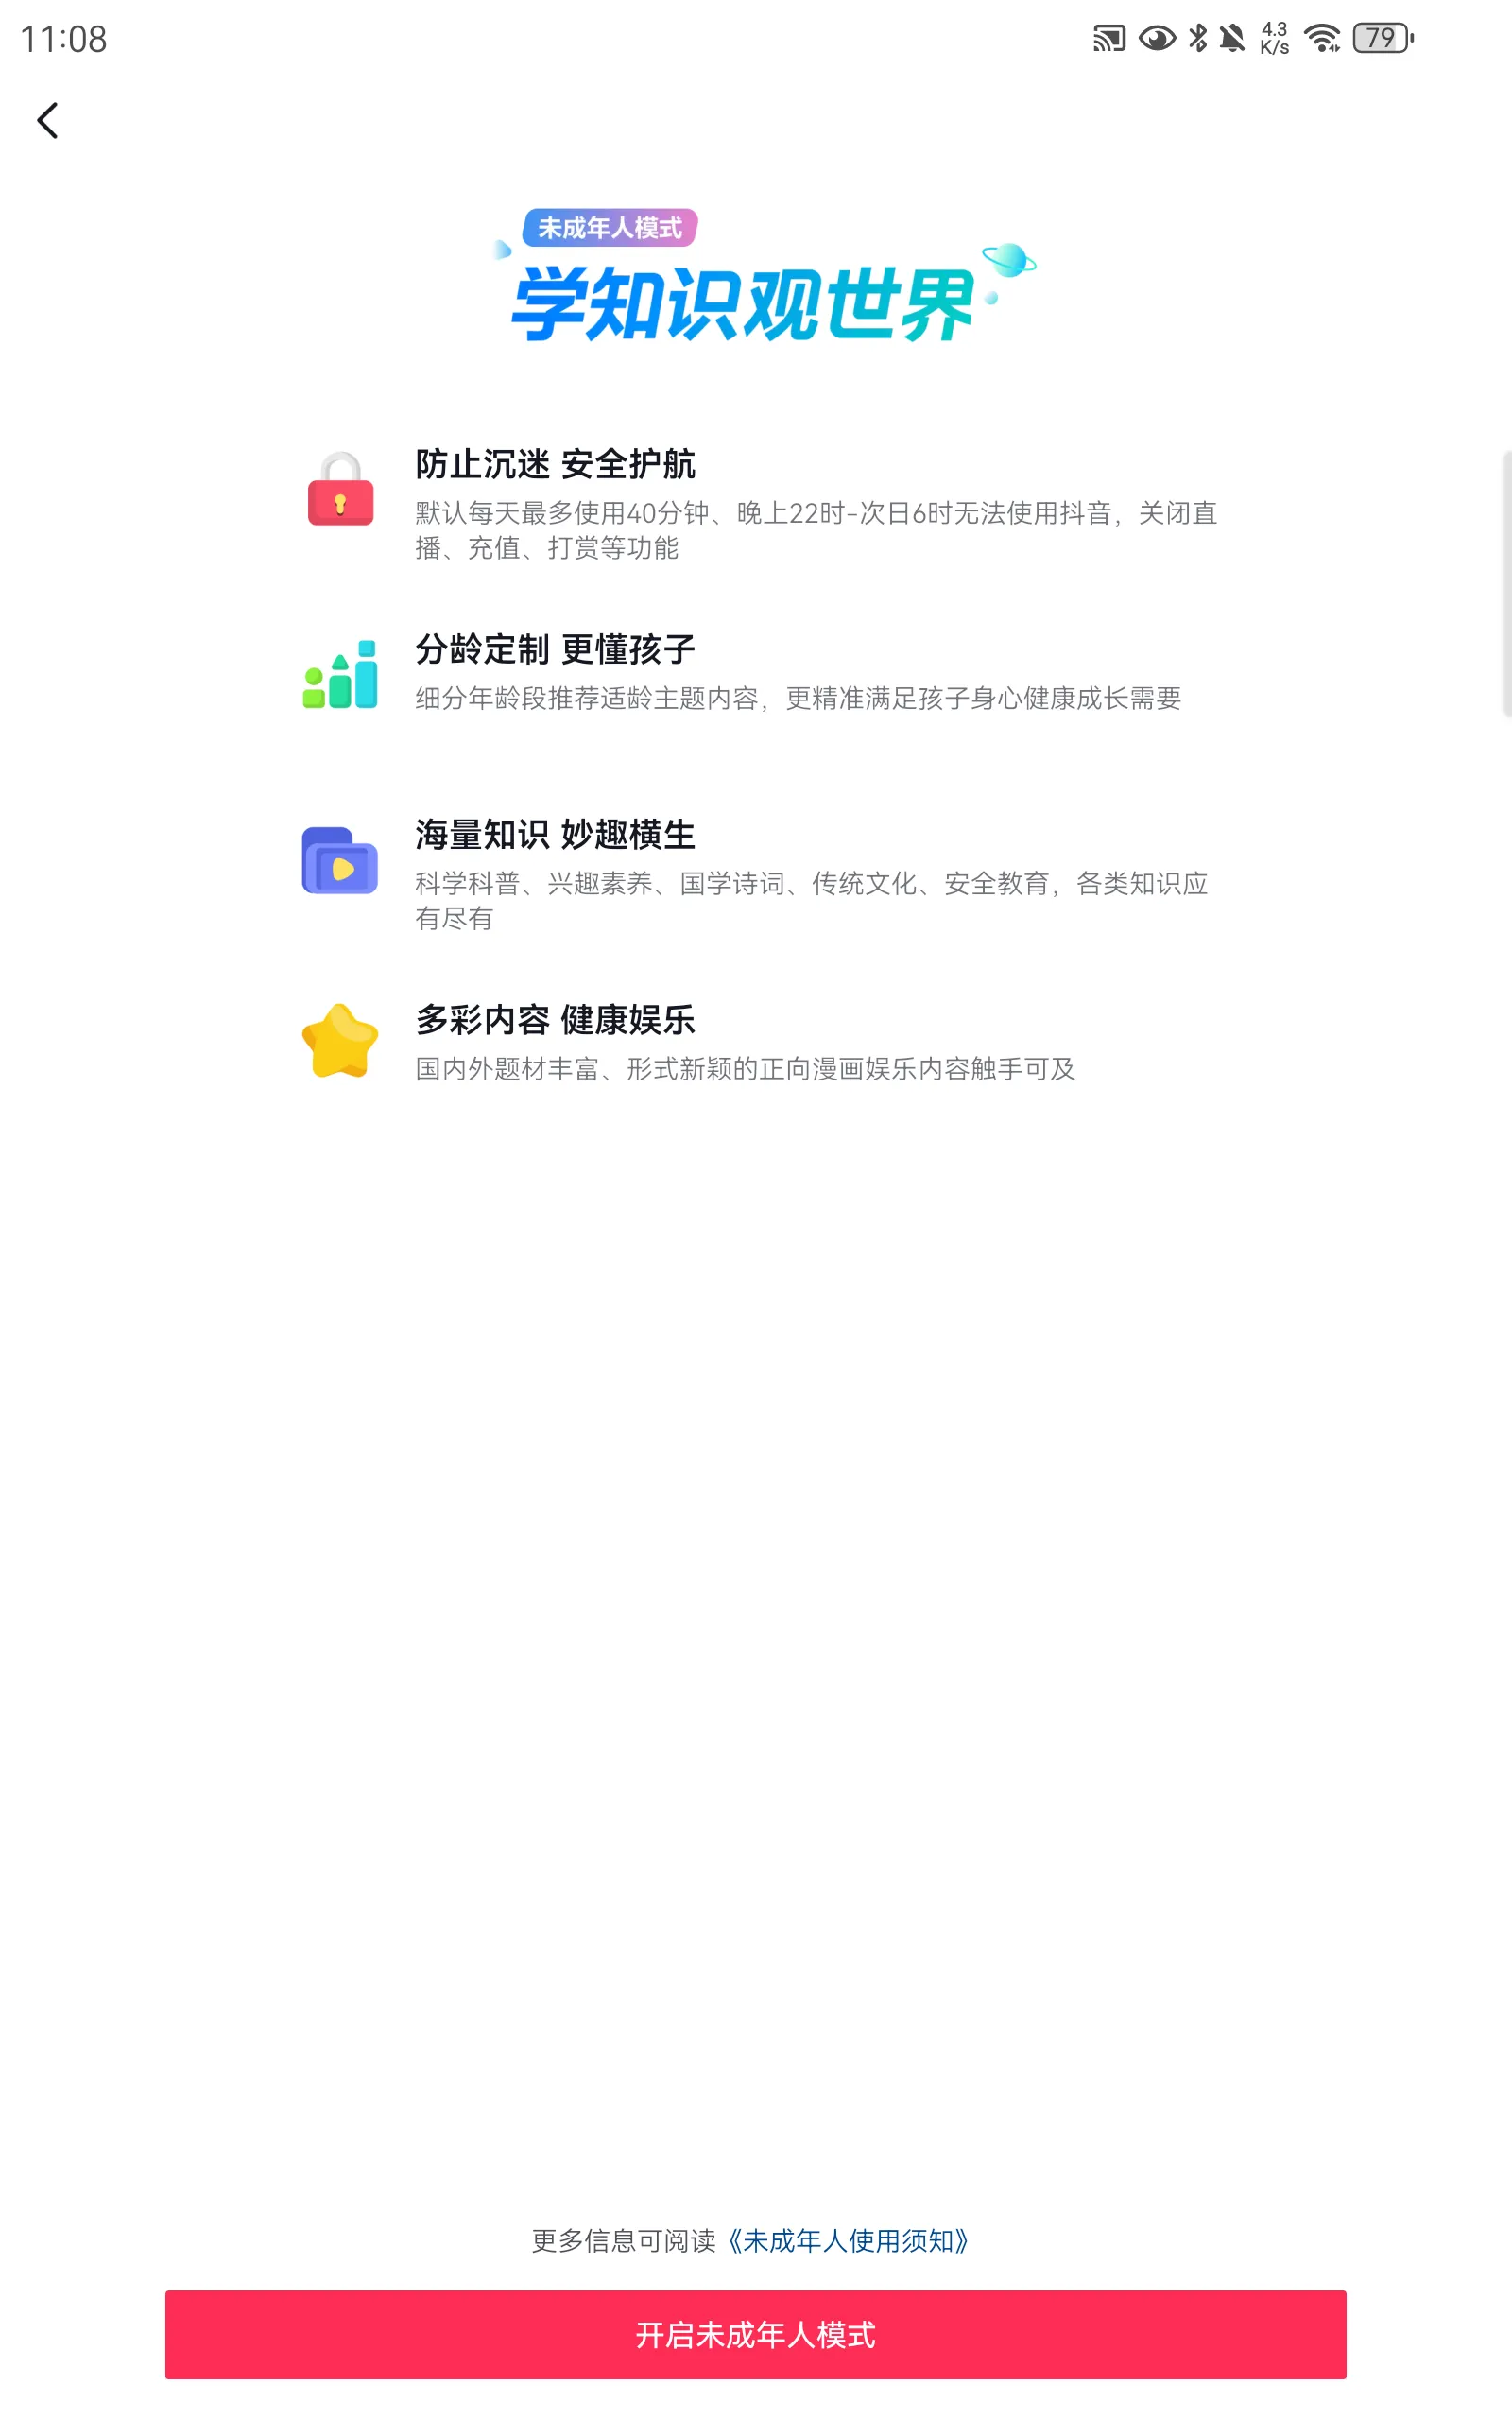 11:08
4.3
K/s
79
未成年人模式
学知识观世界
防止沉迷 安全护航
默认每天最多使用40分钟、晚上22时-次日6时无法使用抖音，关闭直
播、充值、打赏等功能
分龄定制 更懂孩子
细分年龄段推荐适龄主题内容，更精准满足孩子身心健康成长需要
海量知识 妙趣横生
科学科普、兴趣素养、国学诗词、传统文化、安全教育，各类知识应
有尽有
多彩内容 健康娱乐
国内外题材丰富、形式新颖的正向漫画娱乐内容触手可及
更多信息可阅读《未成年人使用须知》
开启未成年人模式